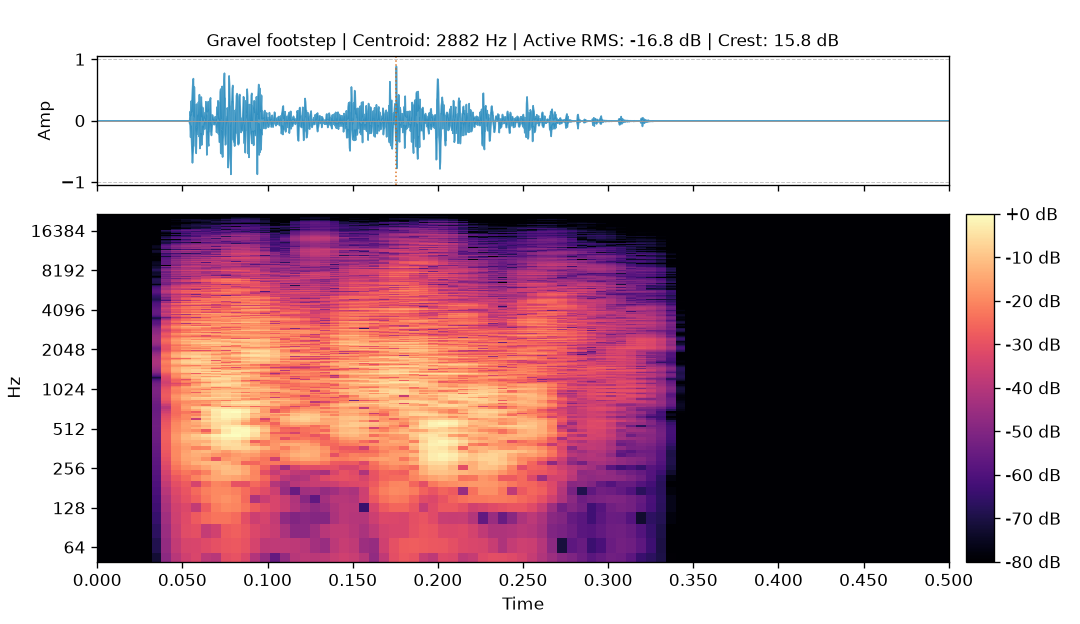 Gravel footstep | Centroid: 2882 Hz | Active RMS: -16.8 dB | Crest: 15.8 dB
1
0
−1
Amp
16384
8192
4096
2048
1024
512
256
128
64
Hz
0.000 0.050 0.100 0.150 0.200 0.250 0.300 0.350 0.400 0.450 0.500
Time
+0 dB
-10 dB
-20 dB
-30 dB
-40 dB
-50 dB
-60 dB
-70 dB
-80 dB